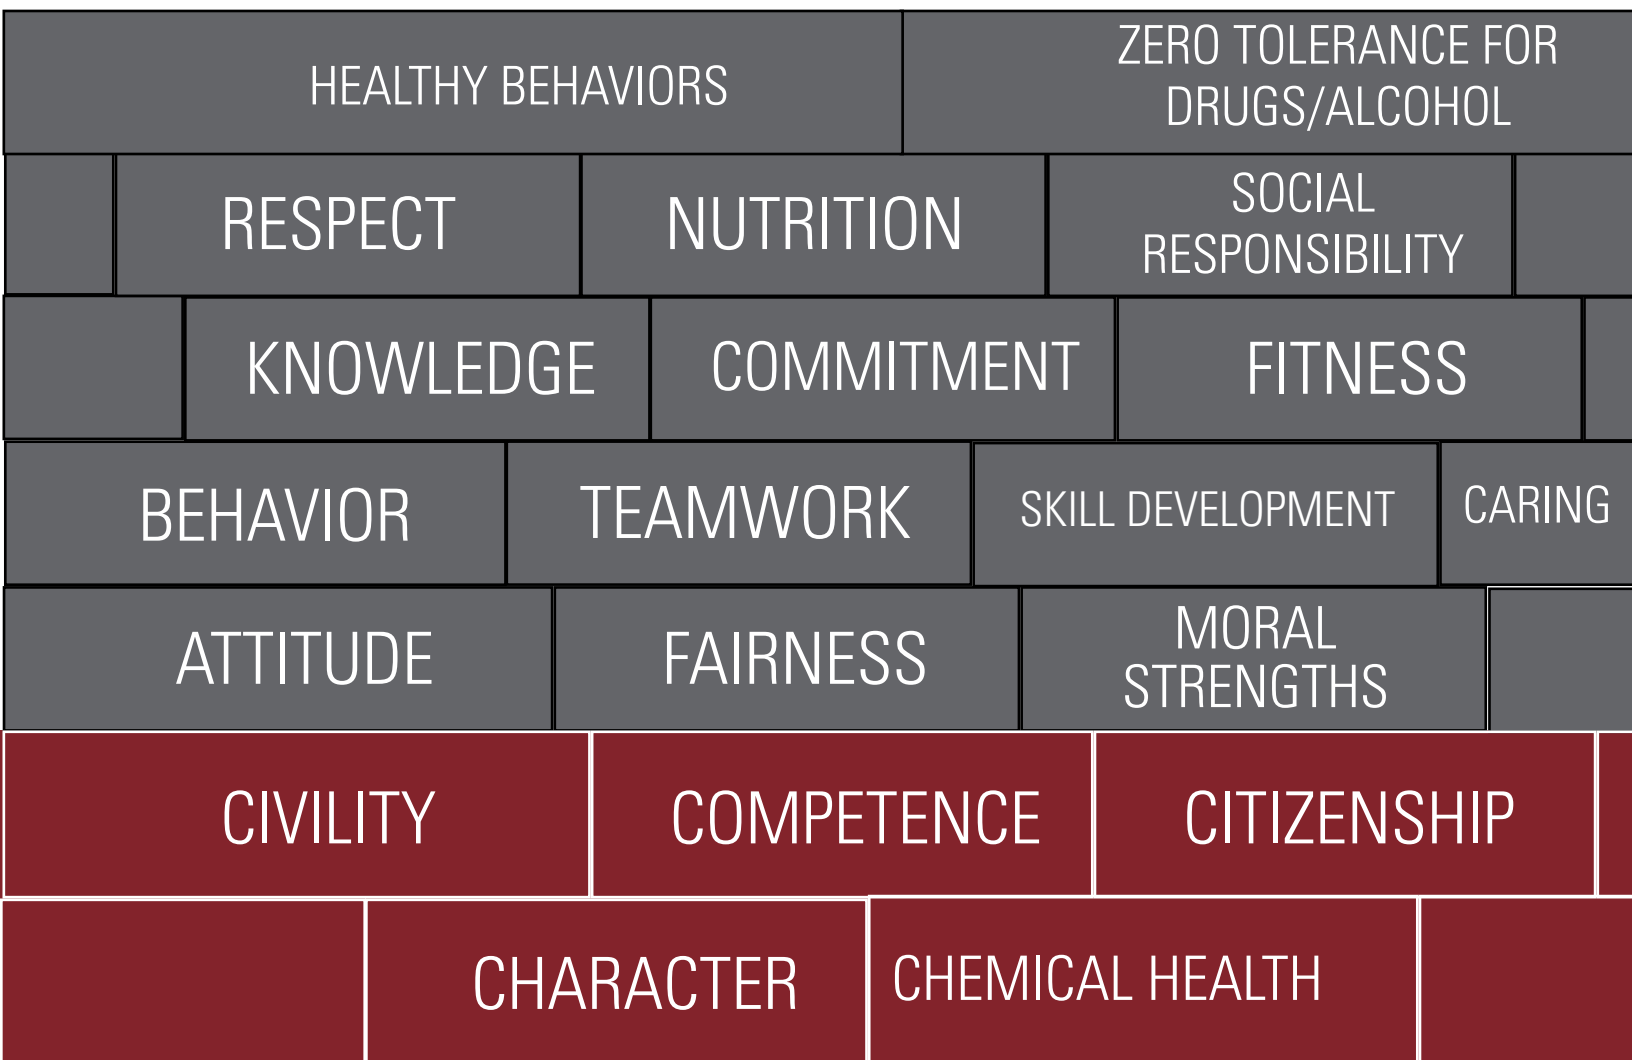 HEALTHY BEHAVIORS
ZERO TOLERANCE FOR
DRUGS/ALCOHOL
RESPECT
NUTRITION
SOCIAL
RESPONSIBILITY
KNOWLEDGE
COMMITMENT
FITNESS
BEHAVIOR
TEAMWORK
SKILL DEVELOPMENT
CARING
ATTITUDE
FAIRNESS
MORAL
STRENGTHS
CIVILITY
COMPETENCE
CITIZENSHIP
CHARACTER
CHEMICAL HEALTH